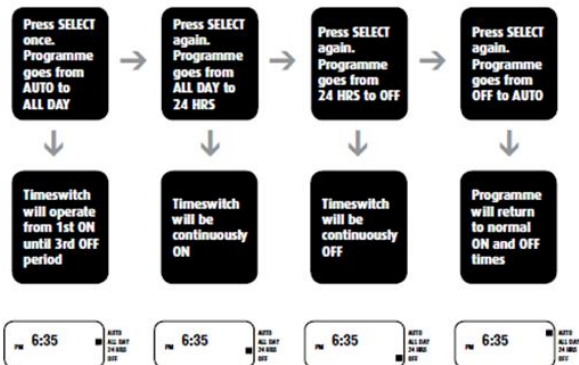 Press SELECT
once.
Programme
goes from
AUTO to
ALL DAY
Press SELECT
again.
Programme
goes from
ALL DAY to
24 HRS
Press SELECT
again.
Programme
goes from
24 HRS to OFF
Press SELECT
again.
Programme
goes from
OFF to AUTO
Timeswitch
will operate
from 1st ON
until 3rd OFF
period
Timeswitch
will be
continuously
ON
Timeswitch
will be
continuously
OFF
Programme
will return
to normal
ON and OFF
times
PM 6:35
AUTO
ALL DAY
24 HRS
OFF
PM 6:35
AUTO
ALL DAY
24 HRS
OFF
PM 6:35
AUTO
ALL DAY
24 HRS
OFF
PM 6:35
AUTO
ALL DAY
24 HRS
OFF